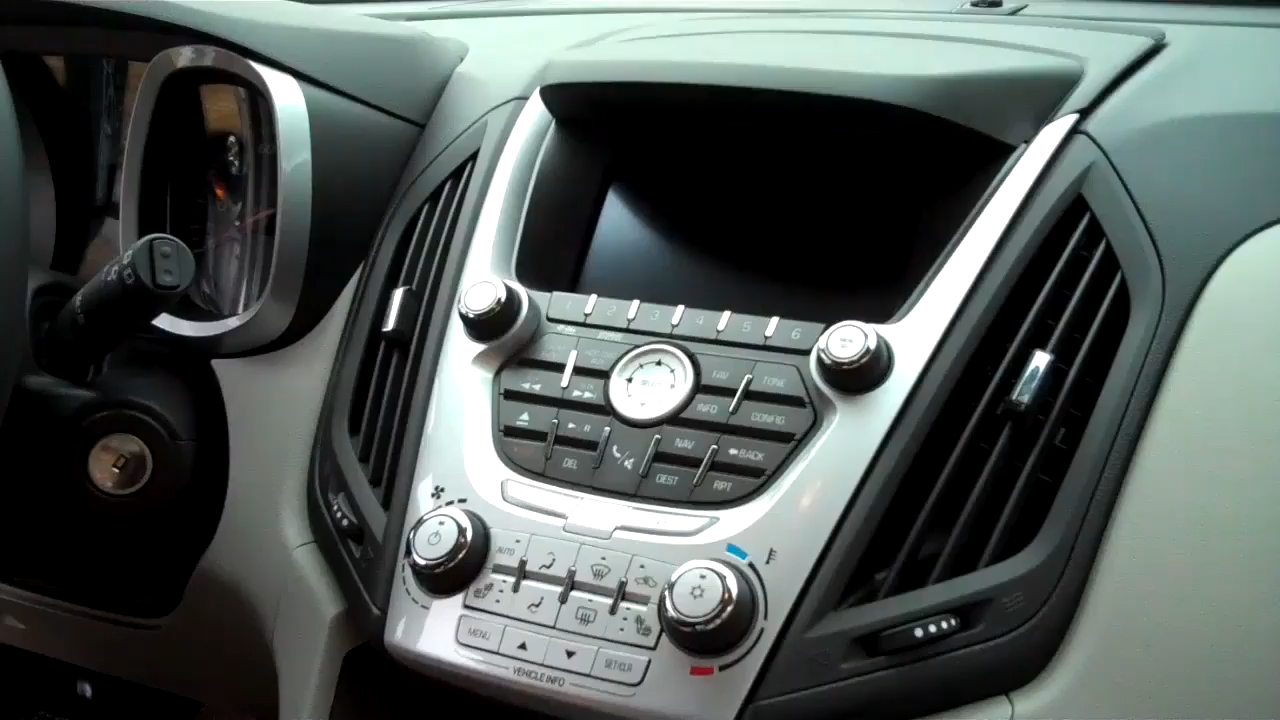 1 2 3 4 5 6
FAV TONE
INFO CONFIG
NAV BACK
DEL DEST RPT
AUTO
MENU SET/CLR
VEHICLE INFO